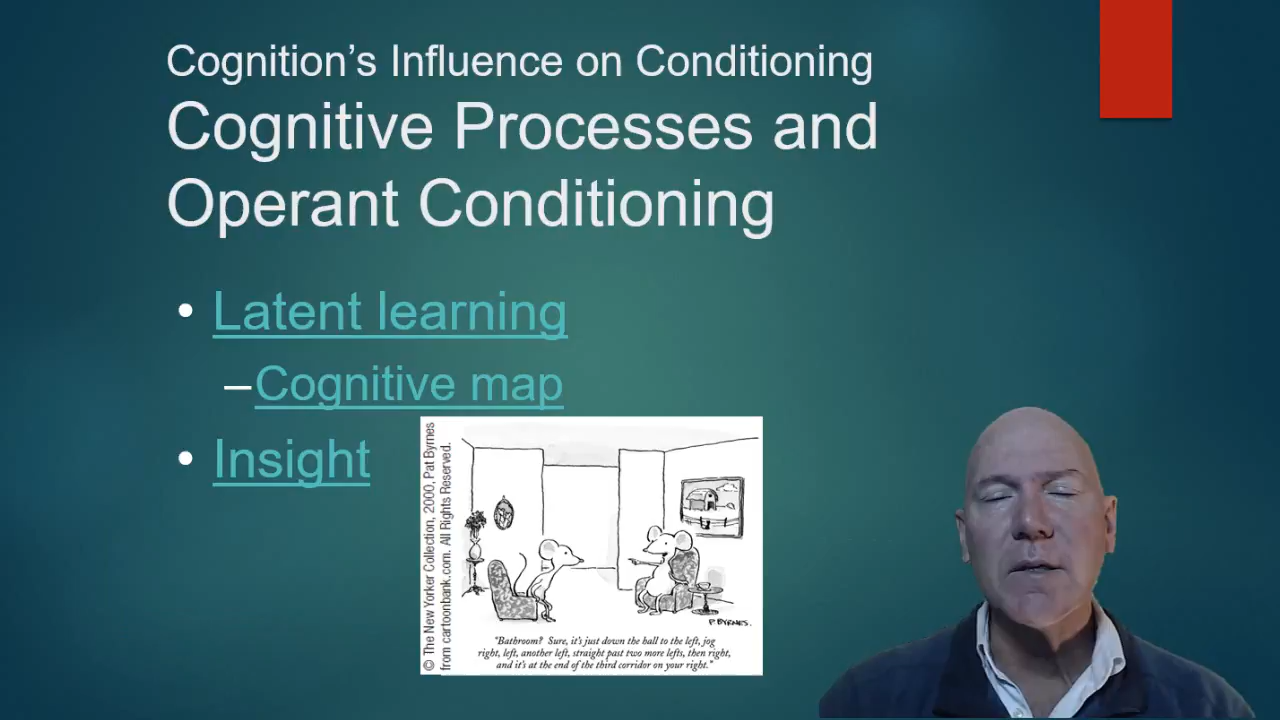 Cognition’s Influence on Conditioning
Cognitive Processes and
Operant Conditioning
• Latent learning
–Cognitive map
• Insight
© The New Yorker Collection, 2000, Pat Byrnes
from cartoonbank.com. All Rights Reserved.
P. BYRNES.
"Bathroom? Sure, it's just down the hall to the left, jog
right, left, another left, straight past two more lefts, then right,
and it's at the end of the third corridor on your right."